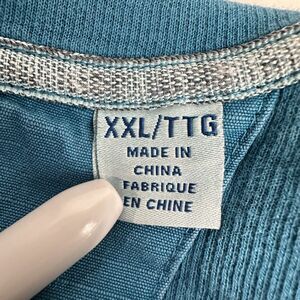 XXL/TTG
MADE IN
CHINA
FABRIQUE
EN CHINE